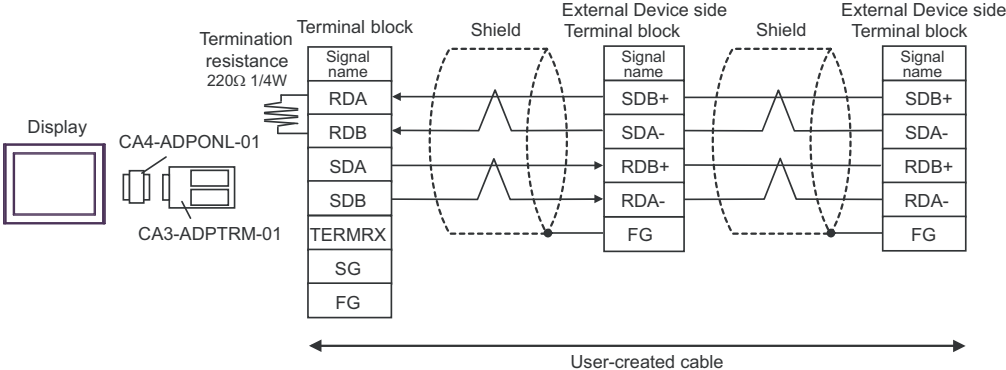 Display
CA4-ADPONL-01
CA3-ADPTRM-01
Termination
resistance
220Ω 1/4W
Terminal block
Signal
name
RDA
RDB
SDA
SDB
TERMRX
SG
FG
Shield
External Device side
Terminal block
Signal
name
SDB+
SDA-
RDB+
RDA-
FG
Shield
External Device side
Terminal block
Signal
name
SDB+
SDA-
RDB+
RDA-
FG
User-created cable